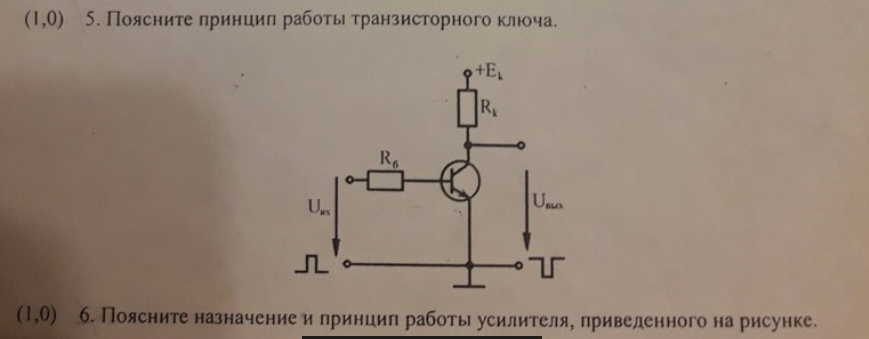 (1,0) 5. Поясните принцип работы транзисторного ключа.
+Eк
Rк
Rб
Uвх
Uвых
(1,0) 6. Поясните назначение и принцип работы усилителя, приведенного на рисунке.